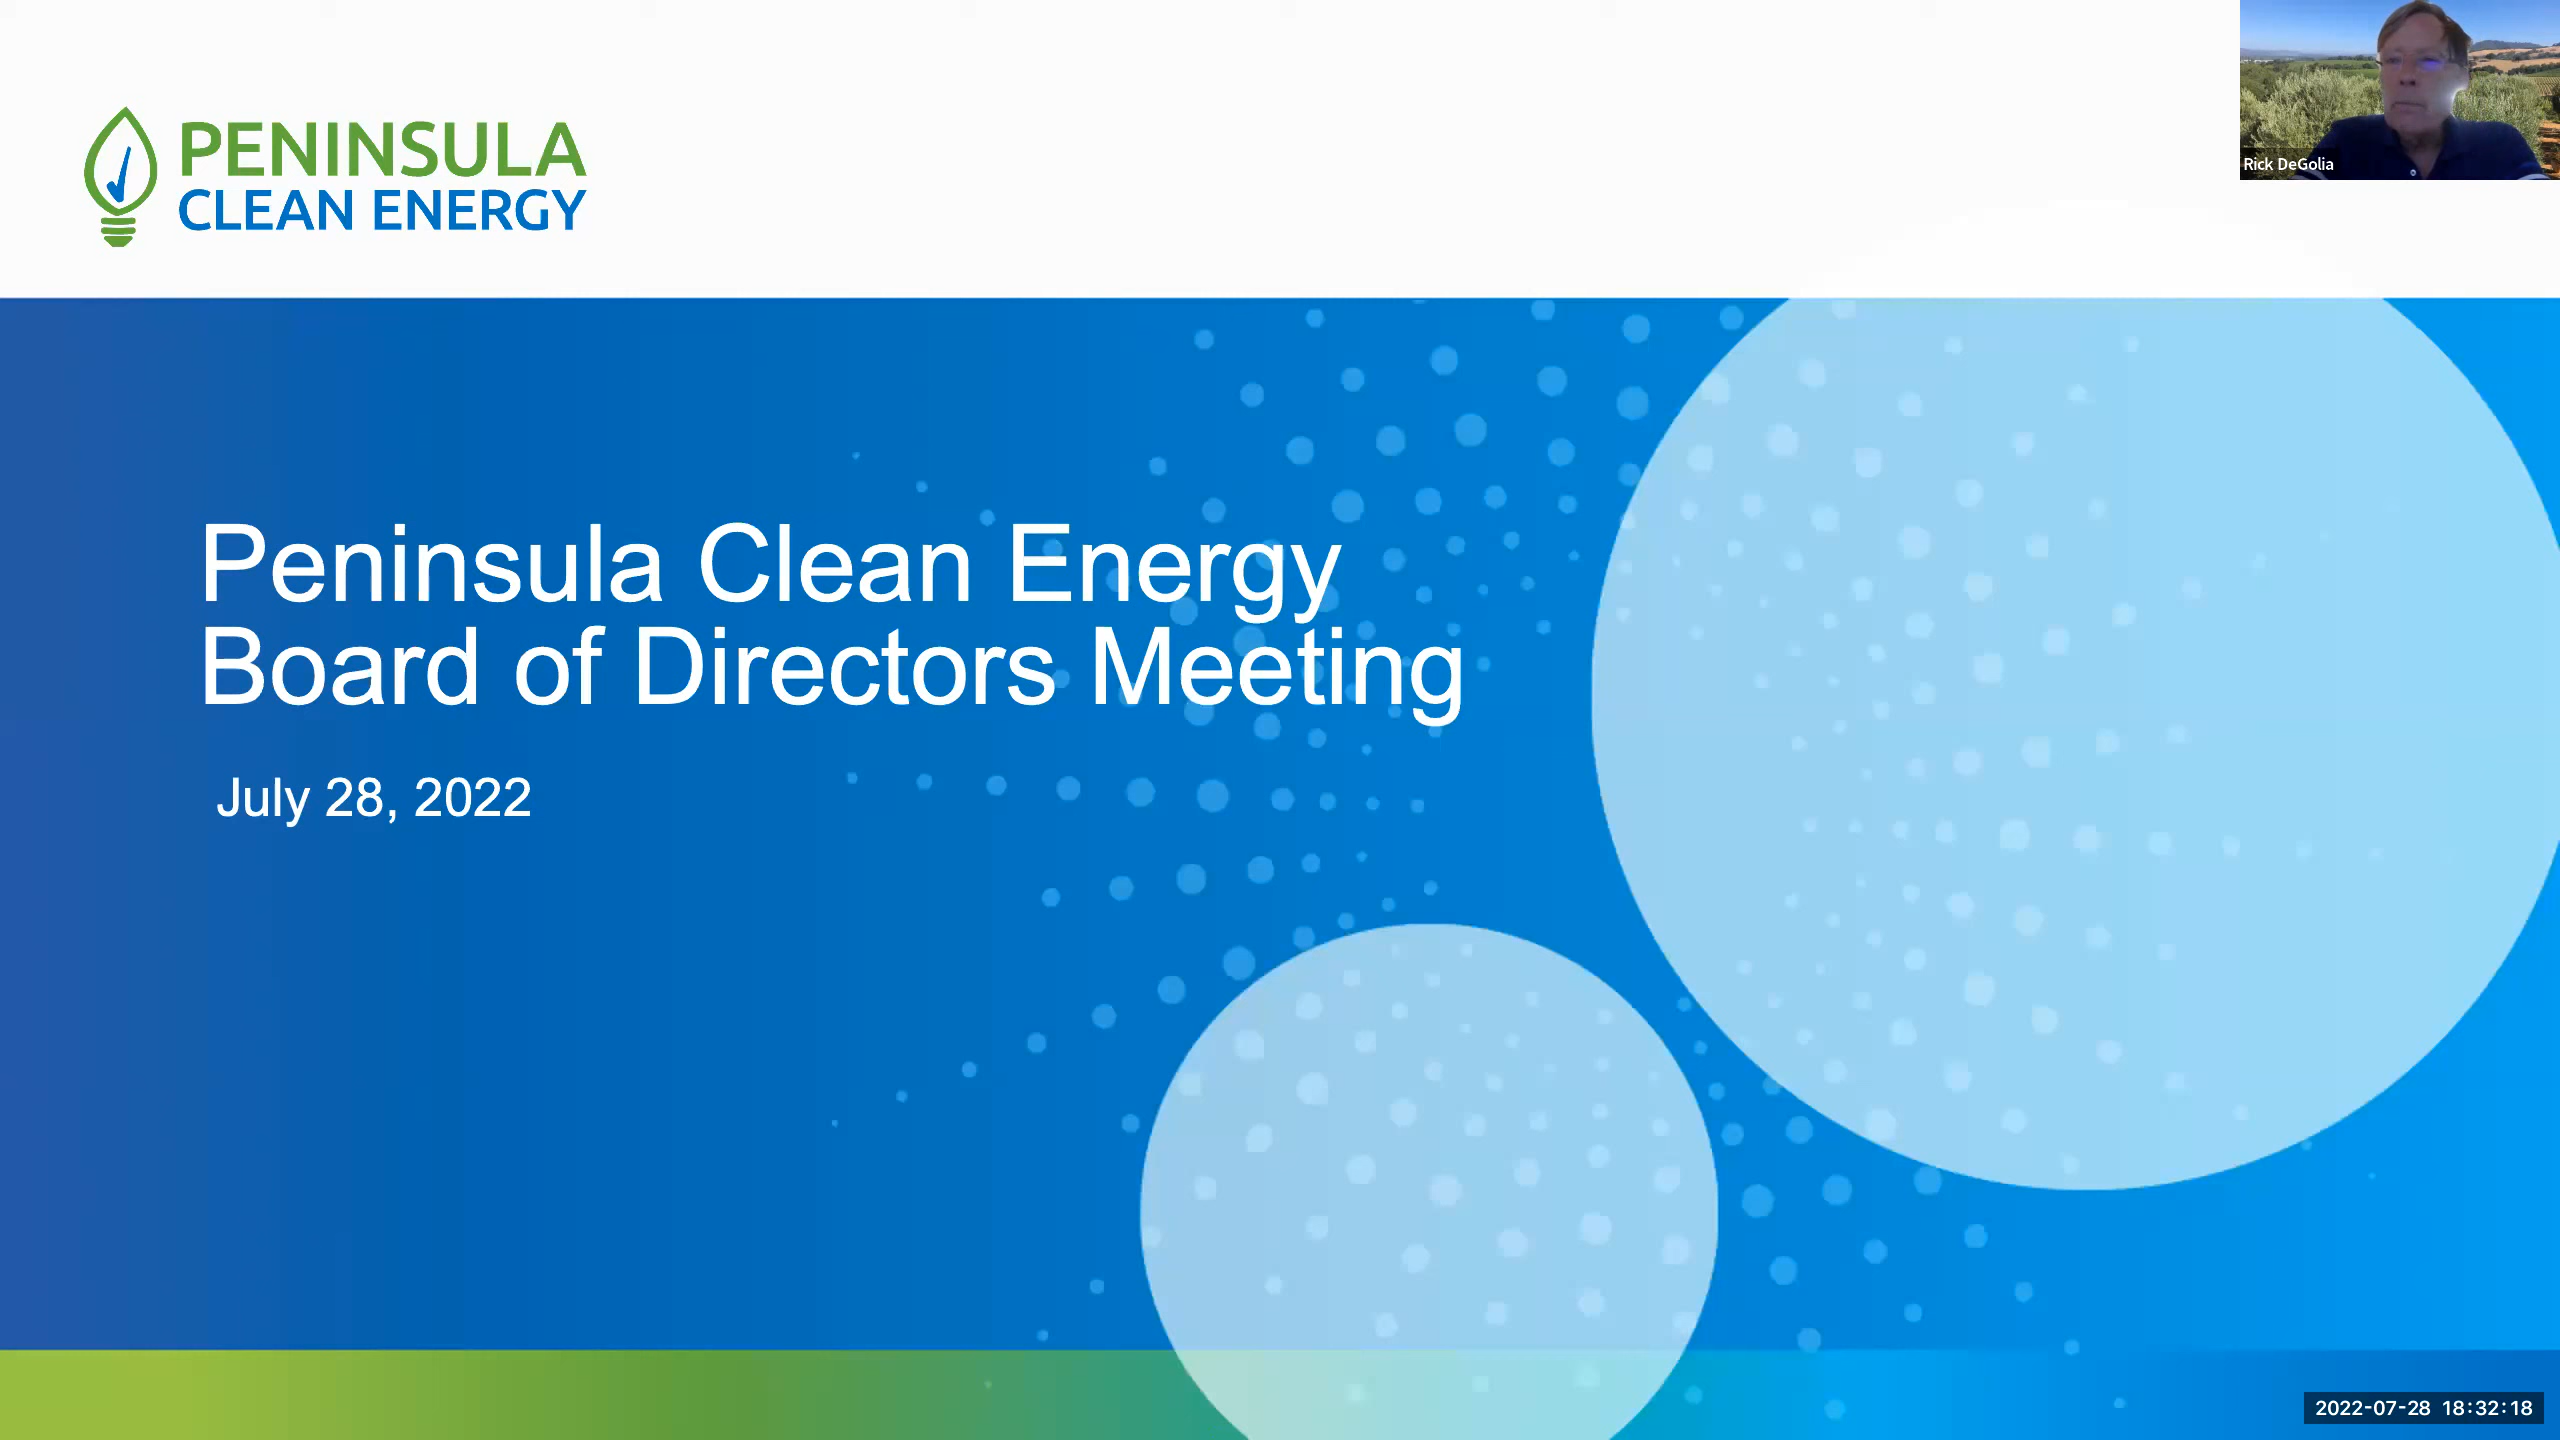 PENINSULA
CLEAN ENERGY
Rick DeGolia
Peninsula Clean Energy
Board of Directors Meeting
July 28, 2022
2022-07-28 18:32:18